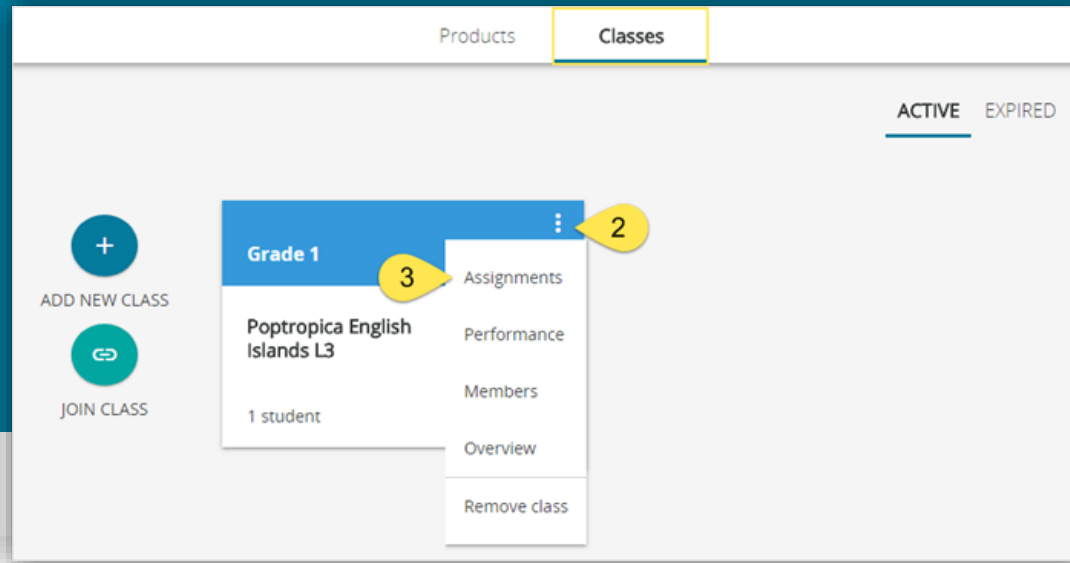 Products Classes
ACTIVE EXPIRED
2
Grade 1
3
Assignments
ADD NEW CLASS
Poptropica English
Islands L3
Performance
Members
JOIN CLASS
1 student
Overview
Remove class